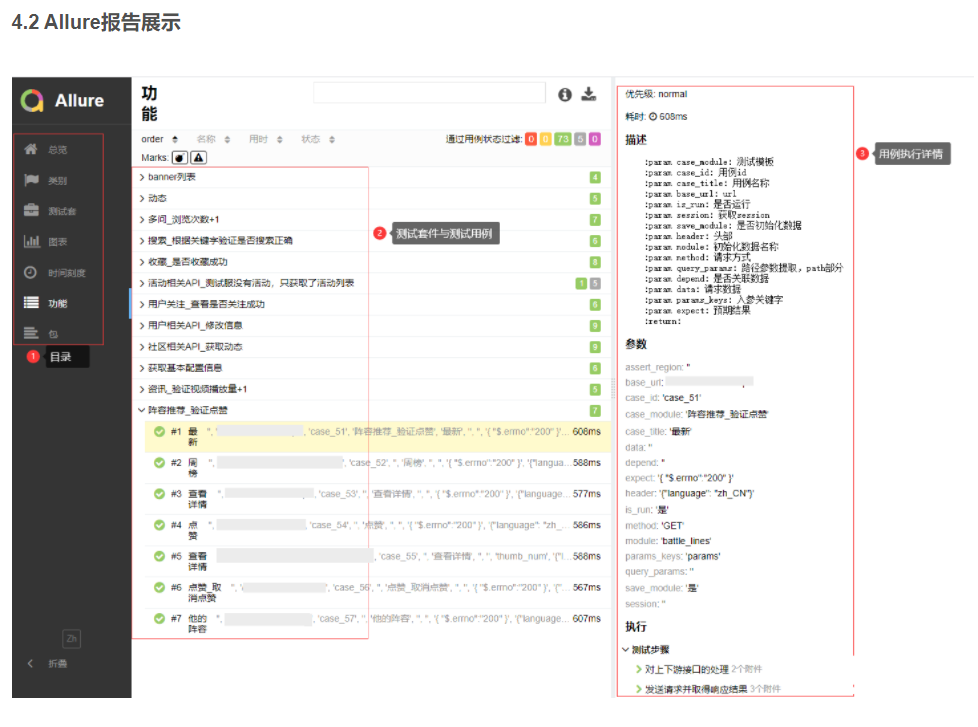 4.2 Allure报告展示
Allure
总览
类别
测试套
图表
时间刻度
功能
包
1 目录
Zh
折叠
功能
order 名称 用时 状态 通过用例状态过滤: 0 0 73 5 0
Marks:
banner列表 4
动态 5
多问_浏览次数+1 7
搜索_根据关键字验证是否搜索正确 6
收藏_是否收藏成功 8
活动相关API_测试服没有活动，只获取了活动列表 1 5
用户关注_查看是否关注成功 6
用户相关API_修改信息 9
社区相关API_获取动态 9
获取基本配置信息 6
资讯_验证视频播放量+1 5
阵容推荐_验证点赞 7
2 测试套件与测试用例
#1 最新 '', ' , 'case_51', '阵容推荐_验证点赞', '最新', '', '', '{ "$.errno":"200" }'... 608ms
#2 周榜 '', , 'case_52', '', '周榜', '', '', '{ "$.errno":"200" }', '{"langua... 588ms
#3 查看详情 '', , 'case_53', '', '查看详情', '', '', '{ "$.errno":"200" }', '{"language... 577ms
#4 点赞 '', , 'case_54', '', '点赞', '', '', '{ "$.errno":"200" }', '{"language": "zh_... 586ms
#5 查看详情 , 'case_55', '', '查看详情', '', '', 'thumb_num', '{"l... 588ms
#6 点赞_取消点赞 '', , 'case_56', '', '点赞_取消点赞', '', '', '{ "$.errno":"200" }', '{"... 567ms
#7 他的阵容 '', , 'case_57', '', '他的阵容', '', '', '{ "$.errno":"200" }', '{"language... 607ms
优先级: normal
耗时: 608ms
描述
:param case_module: 测试模板
:param case_id: 用例id
:param case_title: 用例名称
:param base_url: url
:param is_run: 是否运行
:param session: 获取session
:param save_module: 是否初始化数据
:param header: 头部
:param module: 初始化数据名称
:param method: 请求方式
:param query_params: 路径参数提取，path部分
:param depend: 是否关联数据
:param data: 请求数据
:param params_keys: 入参关键字
:param expect: 预期结果
:return:
3 用例执行详情
参数
assert_region: ''
base_url:
case_id: 'case_51'
case_module: '阵容推荐_验证点赞'
case_title: '最新'
data: ''
depend: ''
expect: '{ "$.errno":"200" }'
header: '{"language": "zh_CN"}'
is_run: '是'
method: 'GET'
module: 'battle_lines'
params_keys: 'params'
query_params: ''
save_module: '是'
session: ''
执行
测试步骤
对上下游接口的处理 2个附件
发送请求并取得响应结果 3个附件